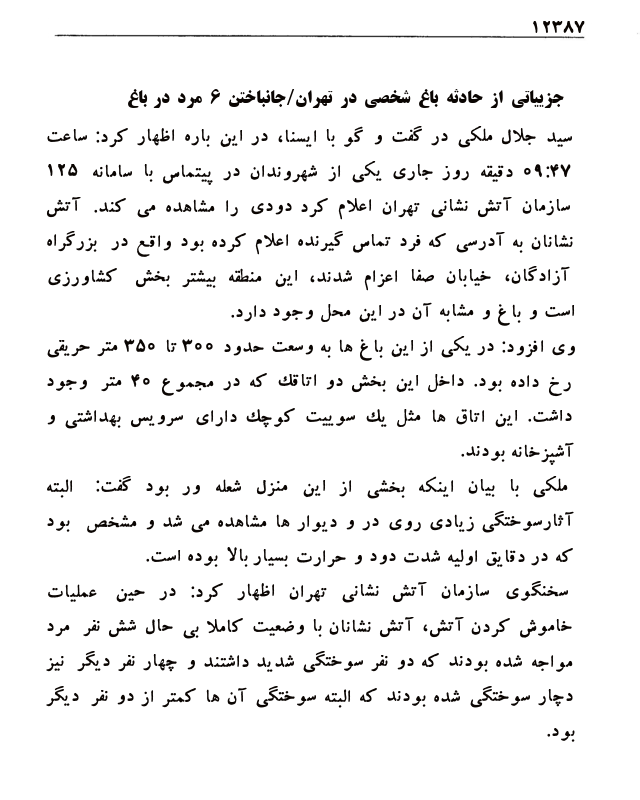 ۱۲۳۸۷
جزییاتی از حادثه باغ شخصی در تهران/جانباختن ۶ مرد در باغ
سید جلال ملکی در گفت و گو با ایسنا، در این باره اظهار کرد: ساعت
۰۹:۴۷ دقیقه روز جاری یکی از شهروندان در پیتماس با سامانه ۱۲۵
سازمان آتش نشانی تهران اعلام کرد دودی را مشاهده می کند. آتش
نشانان به آدرسی که فرد تماس گیرنده اعلام کرده بود واقع در بزرگراه
آزادگان، خیابان صفا اعزام شدند، این منطقه بیشتر بخش کشاورزی
است و باغ و مشابه آن در این محل وجود دارد.
وی افزود: در یکی از این باغ ها به وسعت حدود ۳۰۰ تا ۳۵۰ متر حریقی
رخ داده بود. داخل این بخش دو اتاقك که در مجموع ۴۰ متر وجود
داشت. این اتاق ها مثل یك سوییت کوچك دارای سرویس بهداشتی و
آشپزخانه بودند.
ملکی با بیان اینکه بخشی از این منزل شعله ور بود گفت: البته
آثارسوختگی زیادی روی در و دیوار ها مشاهده می شد و مشخص بود
که در دقایق اولیه شدت دود و حرارت بسیار بالا بوده است.
سخنگوی سازمان آتش نشانی تهران اظهار کرد: در حین عملیات
خاموش کردن آتش، آتش نشانان با وضعیت کاملا بی حال شش نفر مرد
مواجه شده بودند که دو نفر سوختگی شدید داشتند و چهار نفر دیگر نیز
دچار سوختگی شده بودند که البته سوختگی آن ها کمتر از دو نفر دیگر
بود.